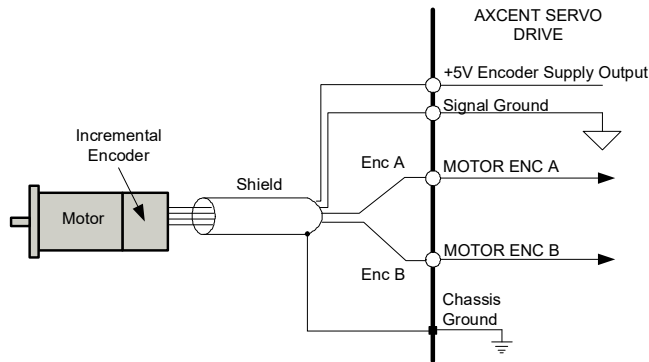 AXCENT SERVO
DRIVE
+5V Encoder Supply Output
Signal Ground
Incremental
Encoder
Enc A
MOTOR ENC A
Shield
Motor
MOTOR ENC B
Enc B
Chassis
Ground